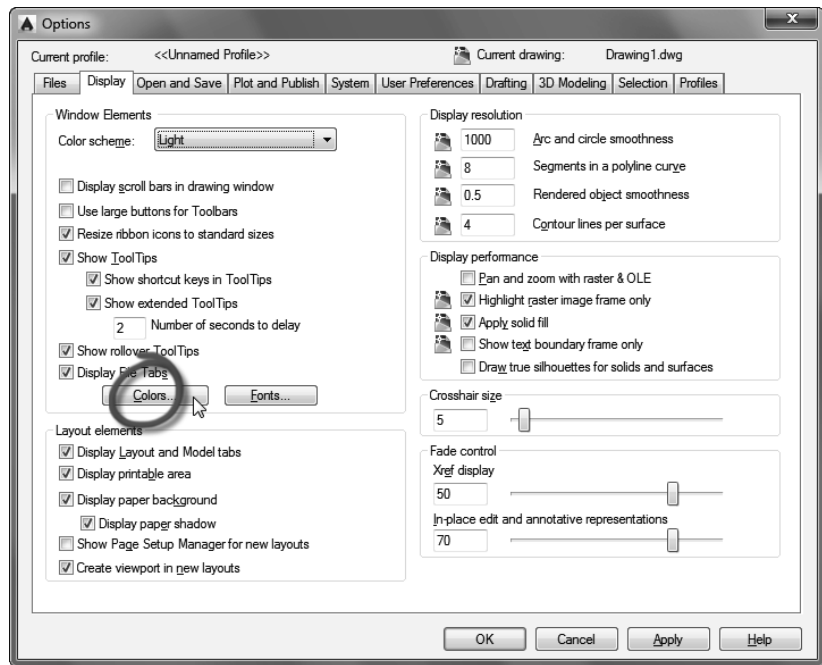 Options
Current profile: <<Unnamed Profile>> Current drawing: Drawing1.dwg
Files Display Open and Save Plot and Publish System User Preferences Drafting 3D Modeling Selection Profiles
Window Elements
Color scheme: Light
Display scroll bars in drawing window
Use large buttons for Toolbars
Resize ribbon icons to standard sizes
Show ToolTips
Show shortcut keys in ToolTips
Show extended ToolTips
2 Number of seconds to delay
Show rollover ToolTips
Display File Tabs
Colors... Fonts...
Layout elements
Display Layout and Model tabs
Display printable area
Display paper background
Display paper shadow
Show Page Setup Manager for new layouts
Create viewport in new layouts
Display resolution
1000 Arc and circle smoothness
8 Segments in a polyline curve
0.5 Rendered object smoothness
4 Contour lines per surface
Display performance
Pan and zoom with raster & OLE
Highlight raster image frame only
Apply solid fill
Show text boundary frame only
Draw true silhouettes for solids and surfaces
Crosshair size
5
Fade control
Xref display
50
In-place edit and annotative representations
70
OK Cancel Apply Help